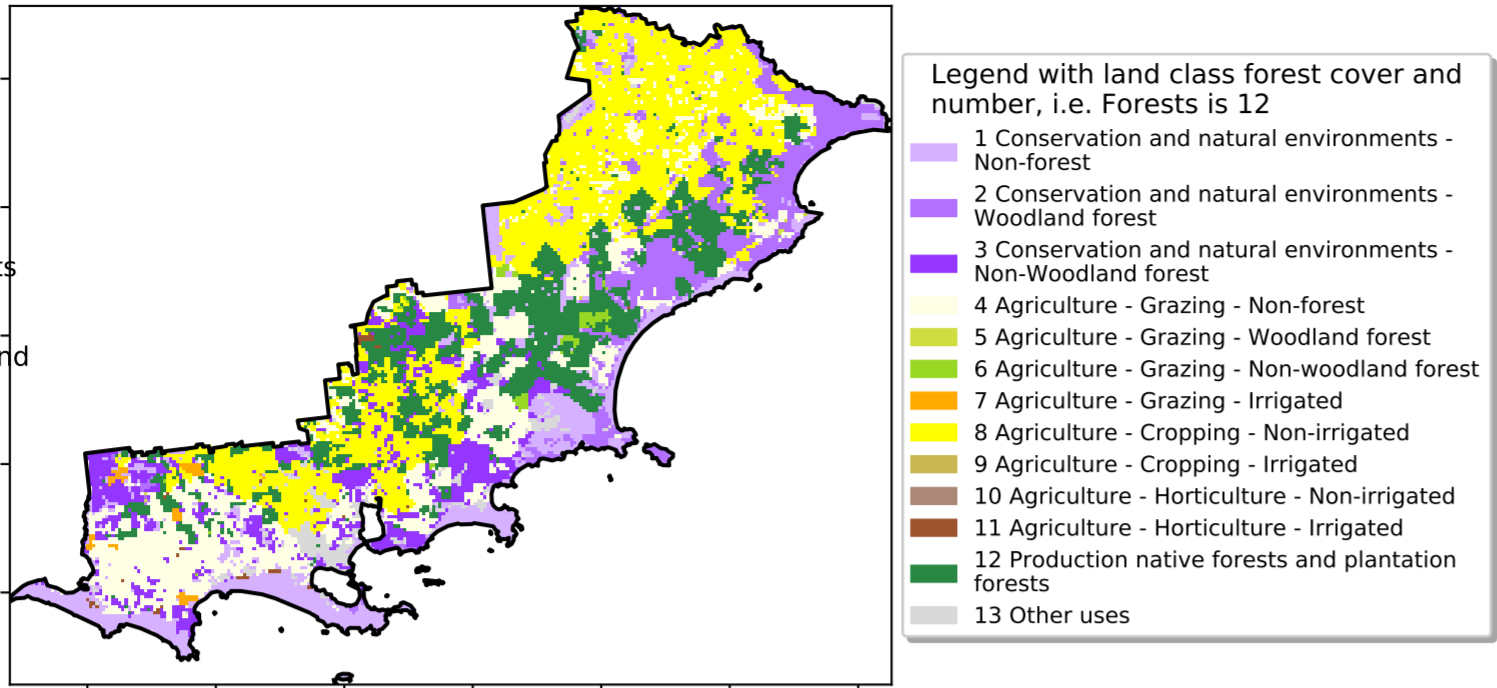 ts
nd
Legend with land class forest cover and
number, i.e. Forests is 12
1 Conservation and natural environments -
Non-forest
2 Conservation and natural environments -
Woodland forest
3 Conservation and natural environments -
Non-Woodland forest
4 Agriculture - Grazing - Non-forest
5 Agriculture - Grazing - Woodland forest
6 Agriculture - Grazing - Non-woodland forest
7 Agriculture - Grazing - Irrigated
8 Agriculture - Cropping - Non-irrigated
9 Agriculture - Cropping - Irrigated
10 Agriculture - Horticulture - Non-irrigated
11 Agriculture - Horticulture - Irrigated
12 Production native forests and plantation
forests
13 Other uses